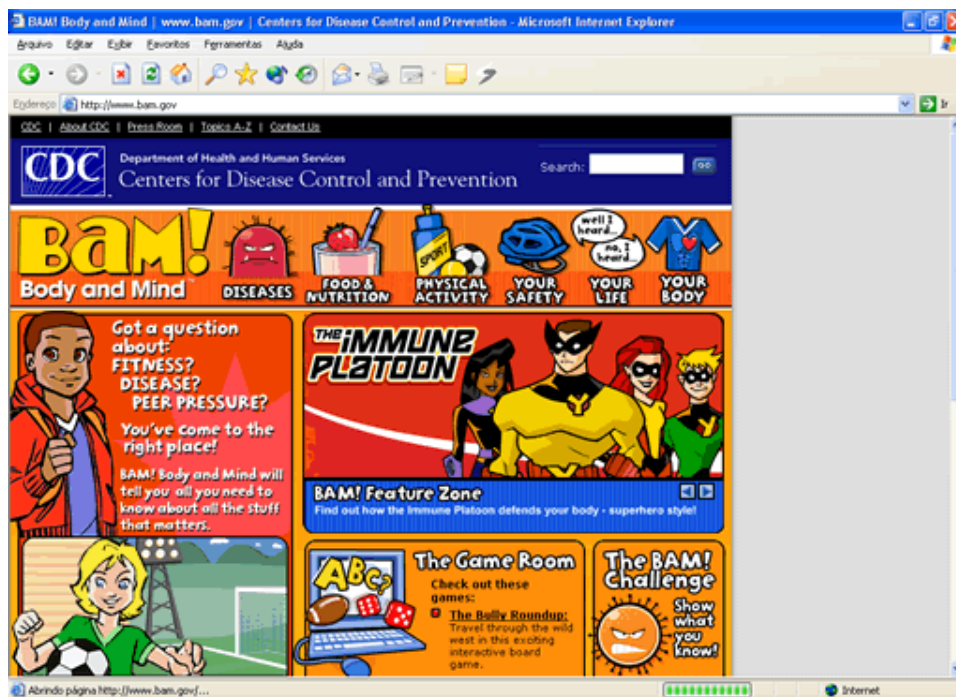 BAM! Body and Mind | www.bam.gov | Centers for Disease Control and Prevention - Microsoft Internet Explorer
Arquivo Editar Exibir Favoritos Ferramentas Ajuda
Endereço http://www.bam.gov Ir
CDC | About CDC | Press Room | Topics A-Z | Contact Us
CDC
Department of Health and Human Services
Centers for Disease Control and Prevention
Search: GO
BAM!
Body and Mind™
DISEASES
FOOD &
NUTRITION
SPORT
PHYSICAL
ACTIVITY
YOUR
SAFETY
well I
heard...
no, I
heard...
YOUR
LIFE
YOUR
BODY
Got a question
about:
FITNESS?
DISEASE?
PEER PRESSURE?
You've come to the
right place!
BAM! Body and Mind will
tell you all you need to
know about all the stuff
that matters.
THE IMMUNE
PLATOON
Y
BAM! Feature Zone
Find out how the Immune Platoon defends your body - superhero style!
ABC?
The Game Room
Check out these
games:
The Bully Roundup:
Travel through the wild
west in this exciting
interactive board
game.
The BAM!
Challenge
Show
what
you
know!
Abrindo página http://www.bam.gov/... Internet